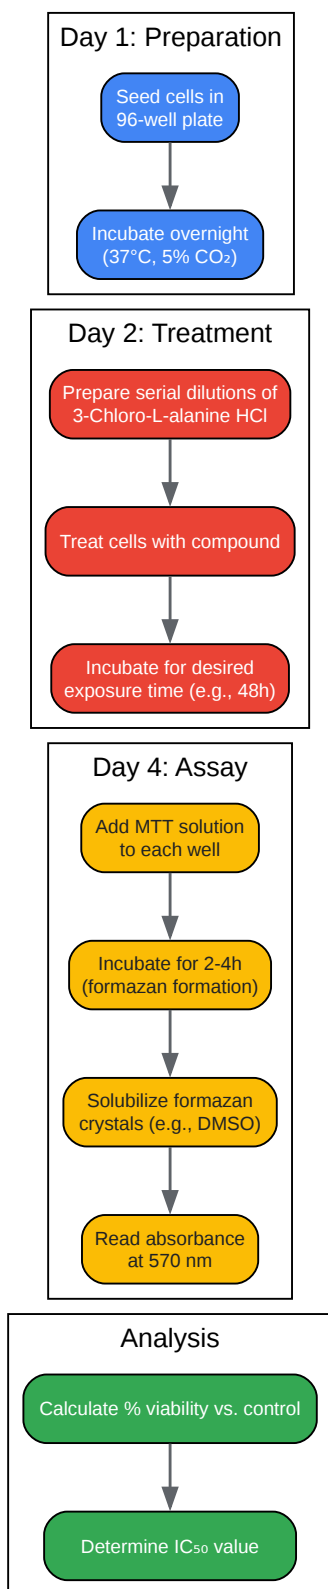 Day 1: Preparation
Seed cells in
96-well plate
Incubate overnight
(37°C, 5% CO₂)
Day 2: Treatment
Prepare serial dilutions of
3-Chloro-L-alanine HCl
Treat cells with compound
Incubate for desired
exposure time (e.g., 48h)
Day 4: Assay
Add MTT solution
to each well
Incubate for 2-4h
(formazan formation)
Solubilize formazan
crystals (e.g., DMSO)
Read absorbance
at 570 nm
Analysis
Calculate % viability vs. control
Determine IC₅₀ value